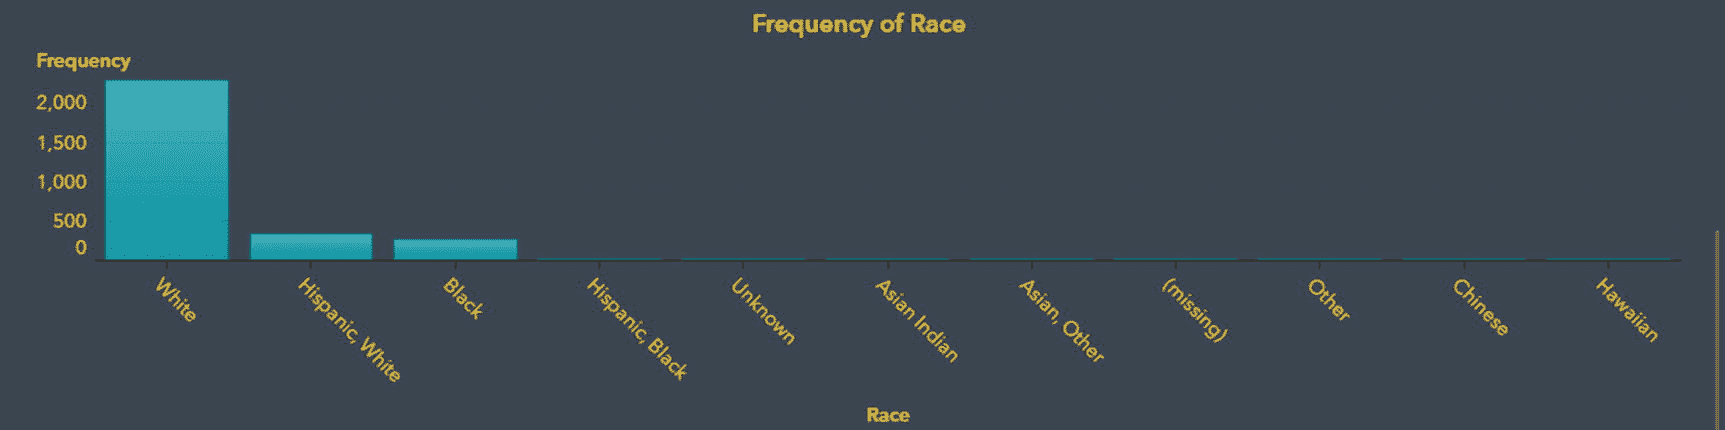 Frequency of Race
Frequency
2,000
1,500
1,000
500
0
White
Hispanic, White
Black
Hispanic, Black
Unknown
Asian Indian
Asian, Other
(missing)
Other
Chinese
Hawaiian
Race